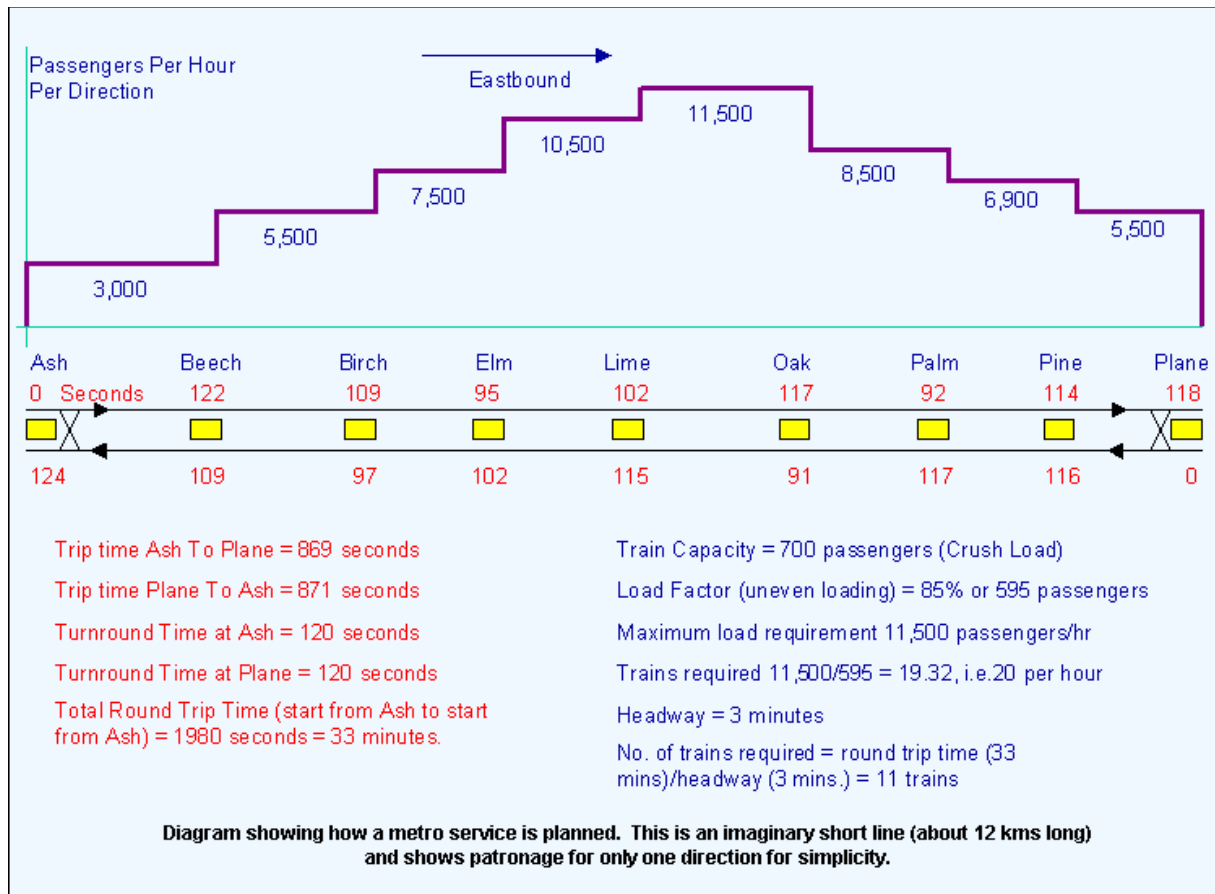 Passengers Per Hour
Per Direction
Eastbound
11,500
10,500
8,500
7,500
6,900
5,500
5,500
3,000
Ash Beech Birch Elm Lime Oak Palm Pine Plane
0 Seconds 122 109 95 102 117 92 114 118
124 109 97 102 115 91 117 116 0
Trip time Ash To Plane = 869 seconds
Trip time Plane To Ash = 871 seconds
Turnround Time at Ash = 120 seconds
Turnround Time at Plane = 120 seconds
Total Round Trip Time (start from Ash to start
from Ash) = 1980 seconds = 33 minutes.
Train Capacity = 700 passengers (Crush Load)
Load Factor (uneven loading) = 85% or 595 passengers
Maximum load requirement 11,500 passengers/hr
Trains required 11,500/595 = 19.32, i.e.20 per hour
Headway = 3 minutes
No. of trains required = round trip time (33
mins)/headway (3 mins.) = 11 trains
Diagram showing how a metro service is planned.  This is an imaginary short line (about 12 kms long)
and shows patronage for only one direction for simplicity.